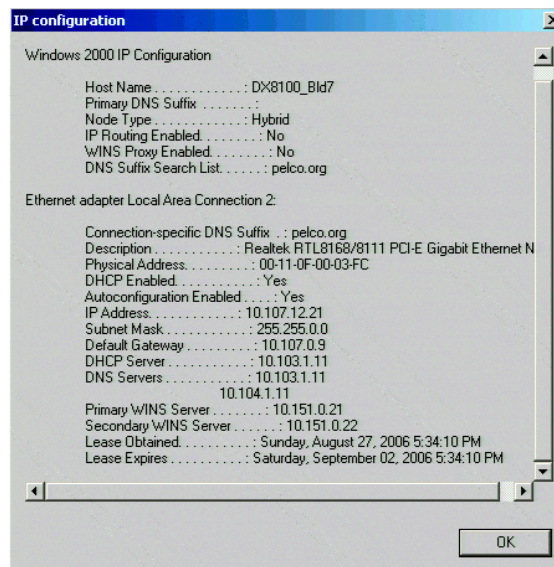 IP configuration
Windows 2000 IP Configuration
Host Name . . . . . . . . . . . . : DX8100_Bld7
Primary DNS Suffix . . . . . . . :
Node Type . . . . . . . . . . . . : Hybrid
IP Routing Enabled. . . . . . . . : No
WINS Proxy Enabled. . . . . . . . : No
DNS Suffix Search List. . . . . . : pelco.org
Ethernet adapter Local Area Connection 2:
Connection-specific DNS Suffix . : pelco.org
Description . . . . . . . . . . . : Realtek RTL8168/8111 PCI-E Gigabit Ethernet N
Physical Address. . . . . . . . . : 00-11-0F-00-03-FC
DHCP Enabled. . . . . . . . . . . : Yes
Autoconfiguration Enabled . . . . : Yes
IP Address. . . . . . . . . . . . : 10.107.12.21
Subnet Mask . . . . . . . . . . . : 255.255.0.0
Default Gateway . . . . . . . . . : 10.107.0.9
DHCP Server . . . . . . . . . . . : 10.103.1.11
DNS Servers . . . . . . . . . . . : 10.103.1.11
10.104.1.11
Primary WINS Server . . . . . . . : 10.151.0.21
Secondary WINS Server . . . . . . : 10.151.0.22
Lease Obtained. . . . . . . . . . : Sunday, August 27, 2006 5:34:10 PM
Lease Expires . . . . . . . . . . : Saturday, September 02, 2006 5:34:10 PM
OK